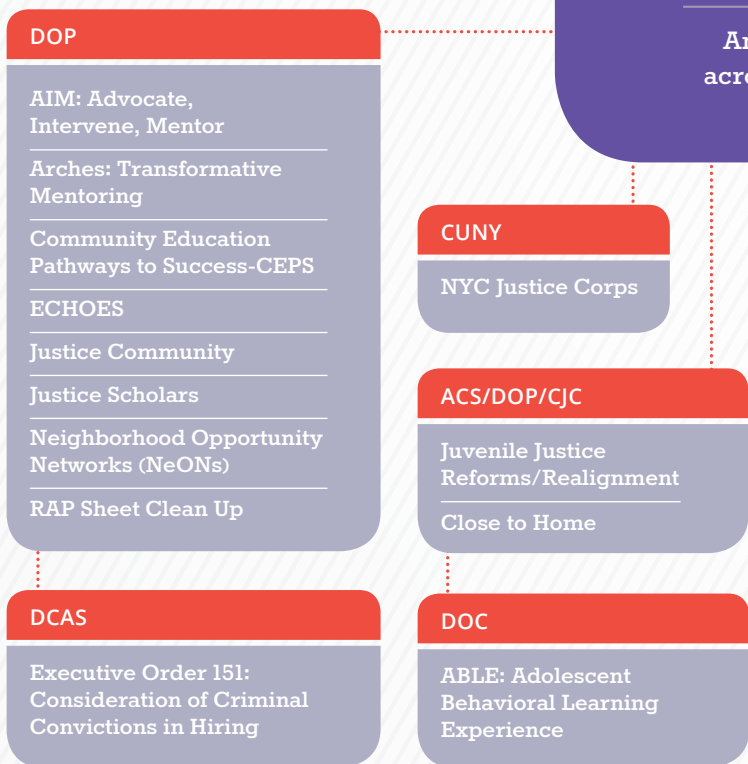 DOP
AIM: Advocate,
Intervene, Mentor
Arches: Transformative
Mentoring
Community Education
Pathways to Success-CEPS
ECHOES
Justice Community
Justice Scholars
Neighborhood Opportunity
Networks (NeONs)
RAP Sheet Clean Up
DCAS
Executive Order 151:
Consideration of Criminal
Convictions in Hiring
CUNY
NYC Justice Corps
ACS/DOP/CJC
Juvenile Justice
Reforms/Realignment
Close to Home
DOC
ABLE: Adolescent
Behavioral Learning
Experience